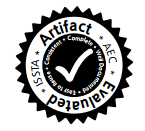 Artifact
* AEC *
Evaluated
* ISSTA *
Consistent * Complete * Well Documented * Easy to Reuse *